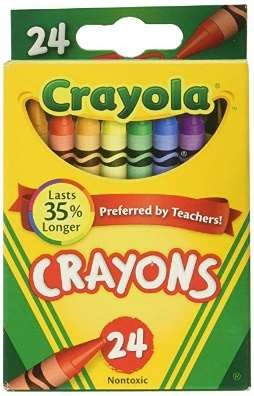 24
Crayola
Lasts
35%
Longer
Preferred by Teachers!
CRAYONS
24
Nontoxic
®